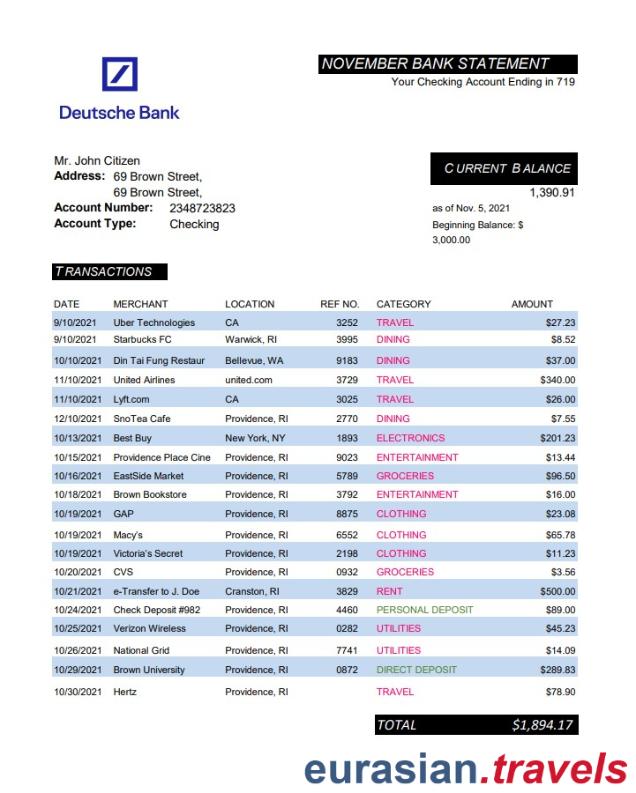 Deutsche Bank
NOVEMBER BANK STATEMENT
Your Checking Account Ending in 719
Mr. John Citizen
Address: 69 Brown Street,
69 Brown Street,
Account Number: 2348723823
Account Type: Checking
CURRENT BALANCE
1,390.91
as of Nov. 5, 2021
Beginning Balance: $
3,000.00
TRANSACTIONS
DATE MERCHANT LOCATION REF NO. CATEGORY AMOUNT
9/10/2021 Uber Technologies CA 3252 TRAVEL $27.23
9/10/2021 Starbucks FC Warwick, RI 3995 DINING $8.52
10/10/2021 Din Tai Fung Restaur Bellevue, WA 9183 DINING $37.00
11/10/2021 United Airlines united.com 3729 TRAVEL $340.00
11/10/2021 Lyft.com CA 3025 TRAVEL $26.00
12/10/2021 SnoTea Cafe Providence, RI 2770 DINING $7.55
10/13/2021 Best Buy New York, NY 1893 ELECTRONICS $201.23
10/15/2021 Providence Place Cine Providence, RI 9023 ENTERTAINMENT $13.44
10/16/2021 EastSide Market Providence, RI 5789 GROCERIES $96.50
10/18/2021 Brown Bookstore Providence, RI 3792 ENTERTAINMENT $16.00
10/19/2021 GAP Providence, RI 8875 CLOTHING $23.08
10/19/2021 Macy's Providence, RI 6552 CLOTHING $65.78
10/19/2021 Victoria's Secret Providence, RI 2198 CLOTHING $11.23
10/20/2021 CVS Providence, RI 0932 GROCERIES $3.56
10/21/2021 e-Transfer to J. Doe Cranston, RI 3829 RENT $500.00
10/24/2021 Check Deposit #982 Providence, RI 4460 PERSONAL DEPOSIT $89.00
10/25/2021 Verizon Wireless Providence, RI 0282 UTILITIES $45.23
10/26/2021 National Grid Providence, RI 7741 UTILITIES $14.09
10/29/2021 Brown University Providence, RI 0872 DIRECT DEPOSIT $289.83
10/30/2021 Hertz Providence, RI TRAVEL $78.90
TOTAL $1,894.17
eurasian.travels